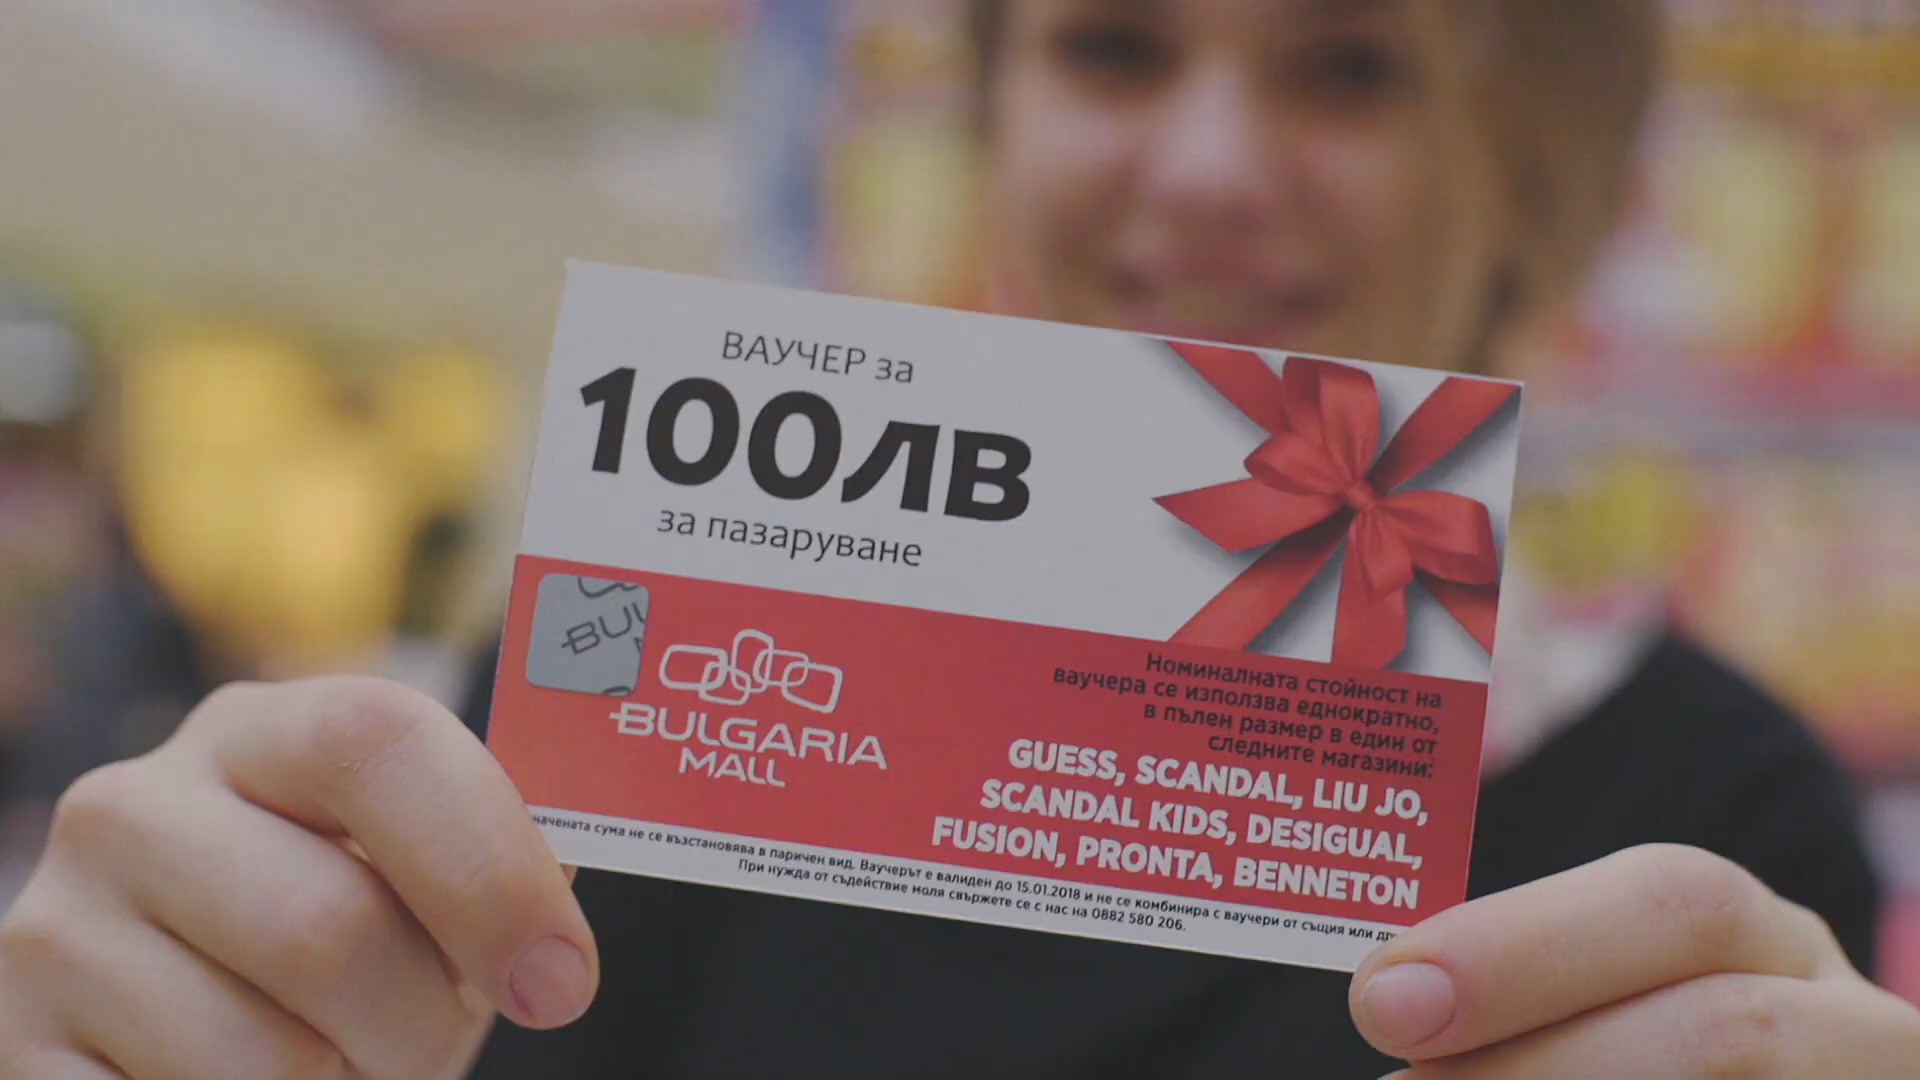 ВАУЧЕР за
100ЛВ
за пазаруване
BUL
BULGARIA
MALL
Номиналната стойност на
ваучера се използва еднократно,
в пълен размер в един от
следните магазини:
GUESS, SCANDAL, LIU JO,
SCANDAL KIDS, DESIGUAL,
FUSION, PRONTA, BENNETON
сума не се възстановява в паричен вид. Ваучерът е валиден до 15.01.2018 и не се комбинира с ваучери от същия или
При нужда от съдействие моля свържете се с нас на 0882 580 206.